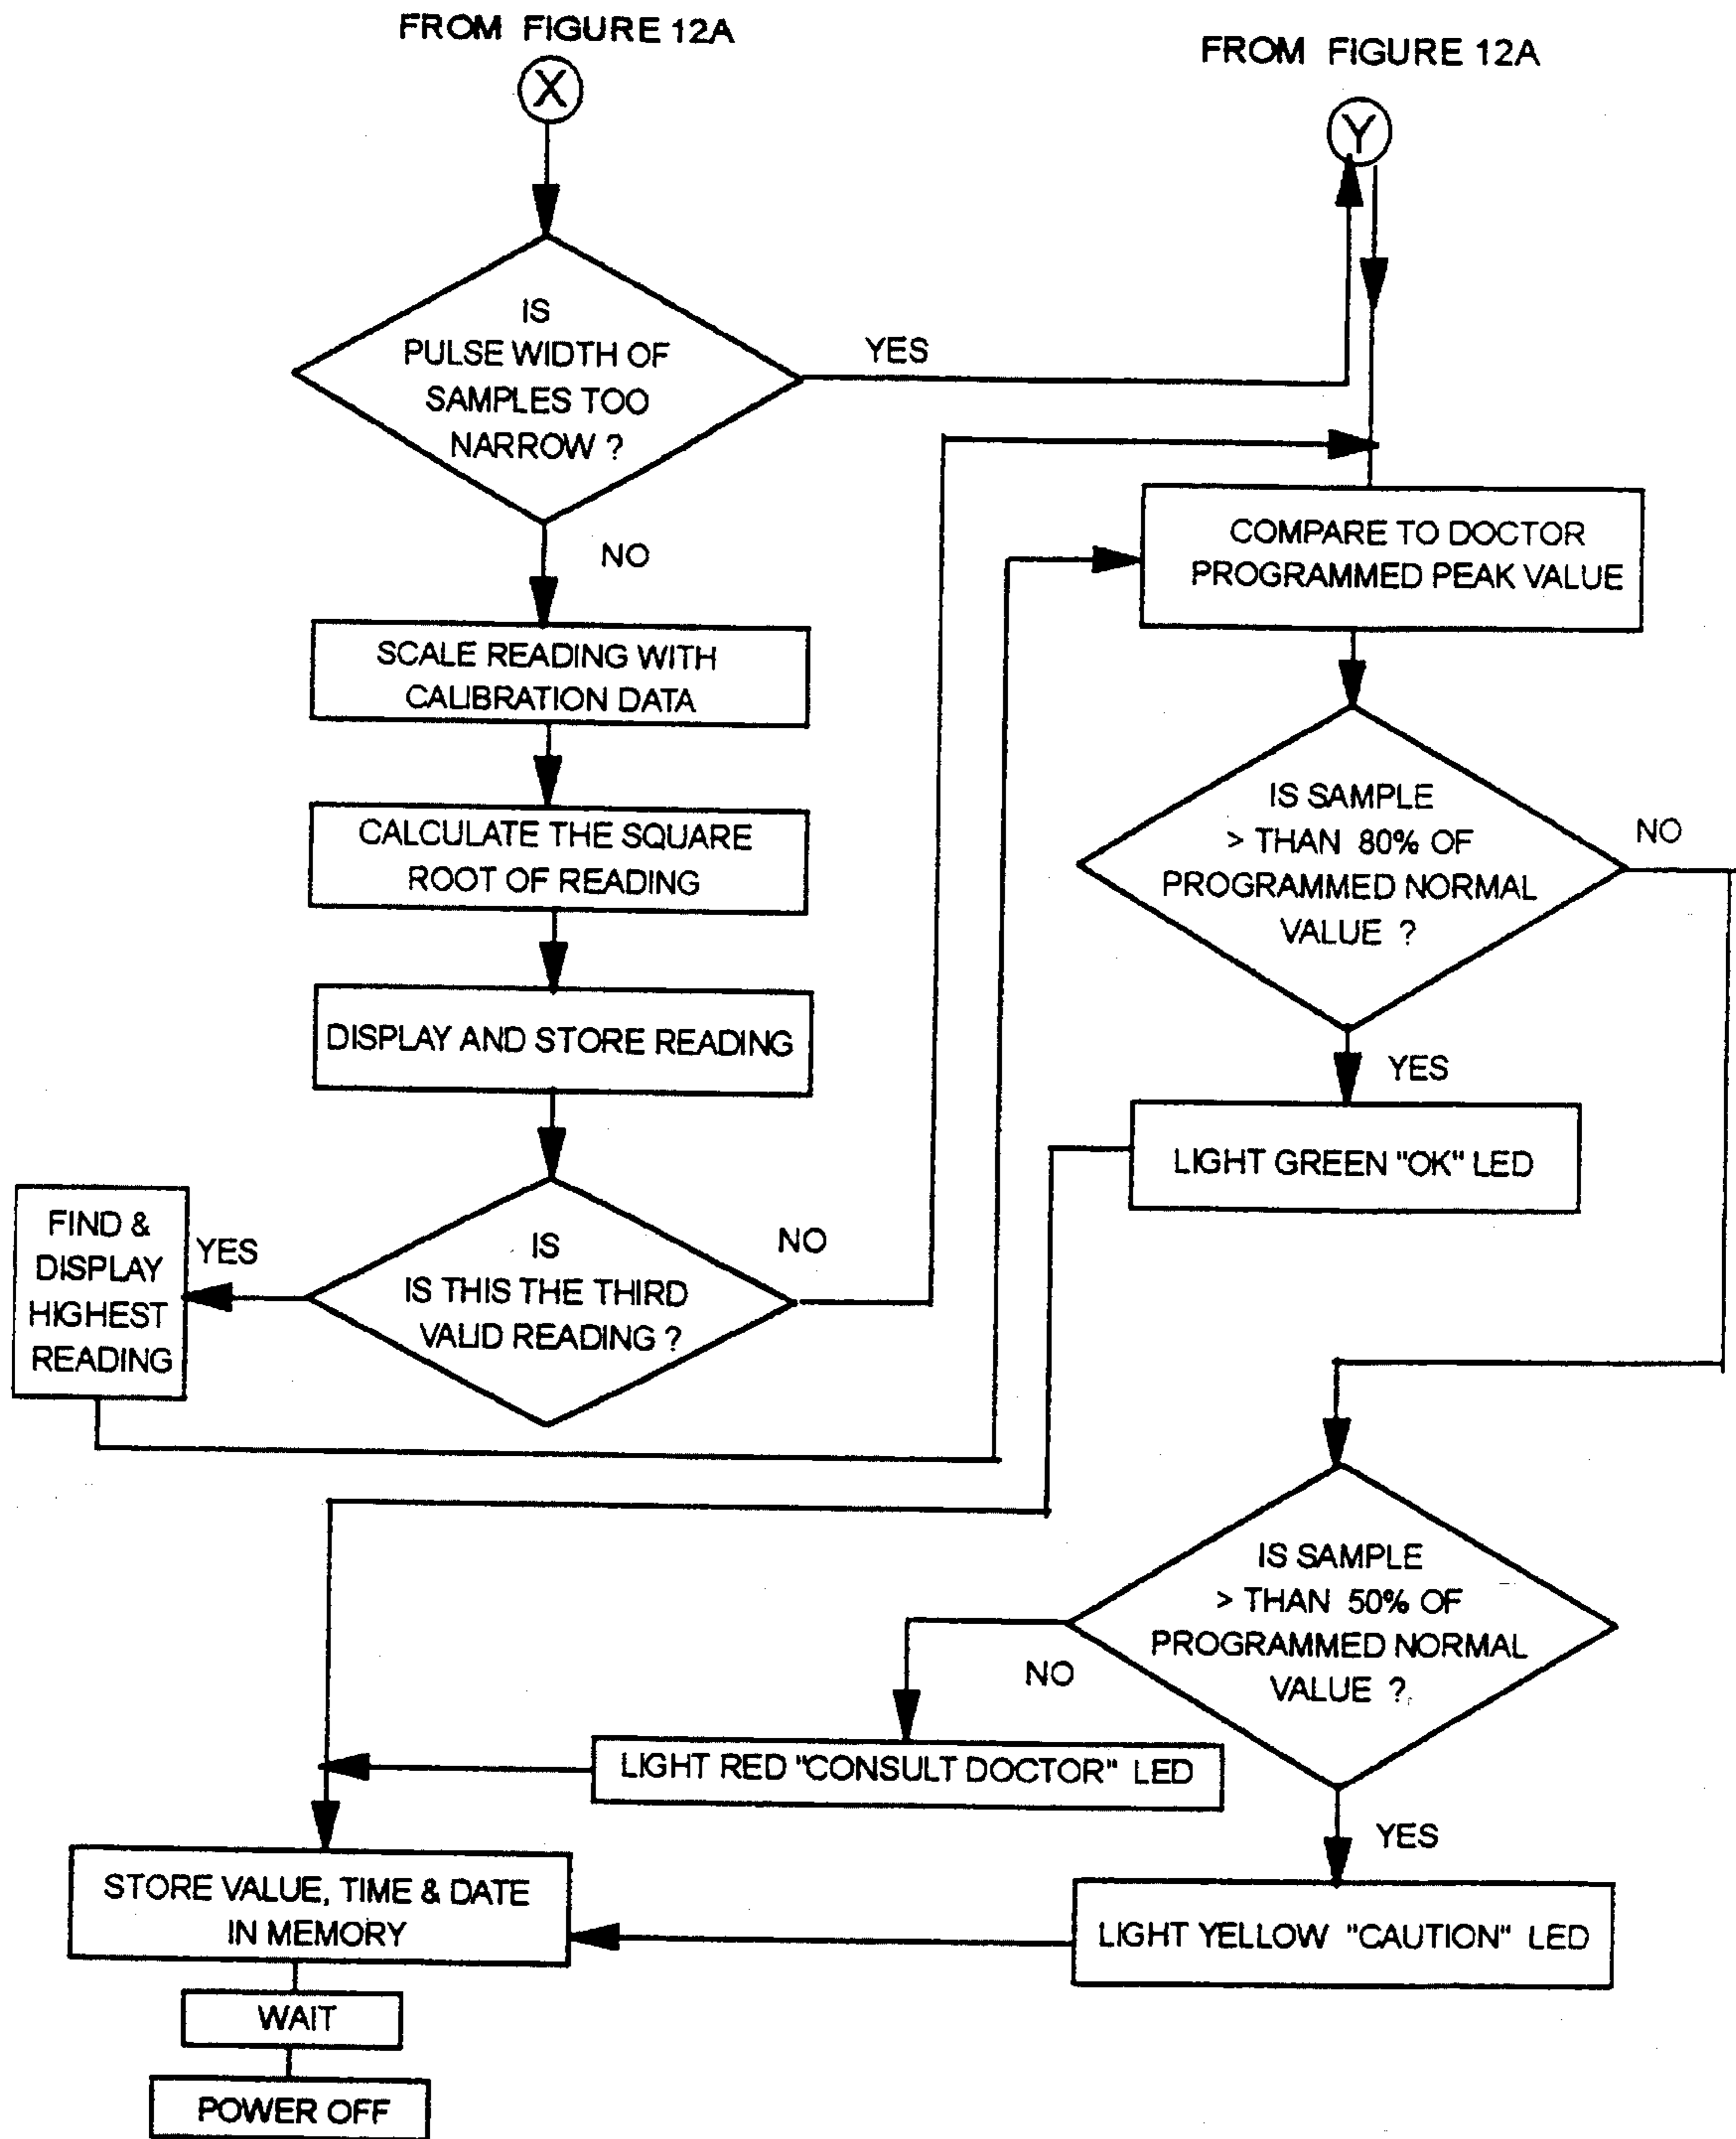 FROM FIGURE 12A
X
IS
PULSE WIDTH OF
SAMPLES TOO
NARROW ?
YES
NO
SCALE READING WITH
CALIBRATION DATA
CALCULATE THE SQUARE
ROOT OF READING
DISPLAY AND STORE READING
IS
IS THIS THE THIRD
VALID READING ?
YES
NO
FIND &
DISPLAY
HIGHEST
READING
FROM FIGURE 12A
Y
COMPARE TO DOCTOR
PROGRAMMED PEAK VALUE
IS SAMPLE
> THAN 80% OF
PROGRAMMED NORMAL
VALUE ?
NO
YES
LIGHT GREEN "OK" LED
IS SAMPLE
> THAN 50% OF
PROGRAMMED NORMAL
VALUE ?
NO
LIGHT RED "CONSULT DOCTOR" LED
YES
LIGHT YELLOW "CAUTION" LED
STORE VALUE, TIME & DATE
IN MEMORY
WAIT
POWER OFF